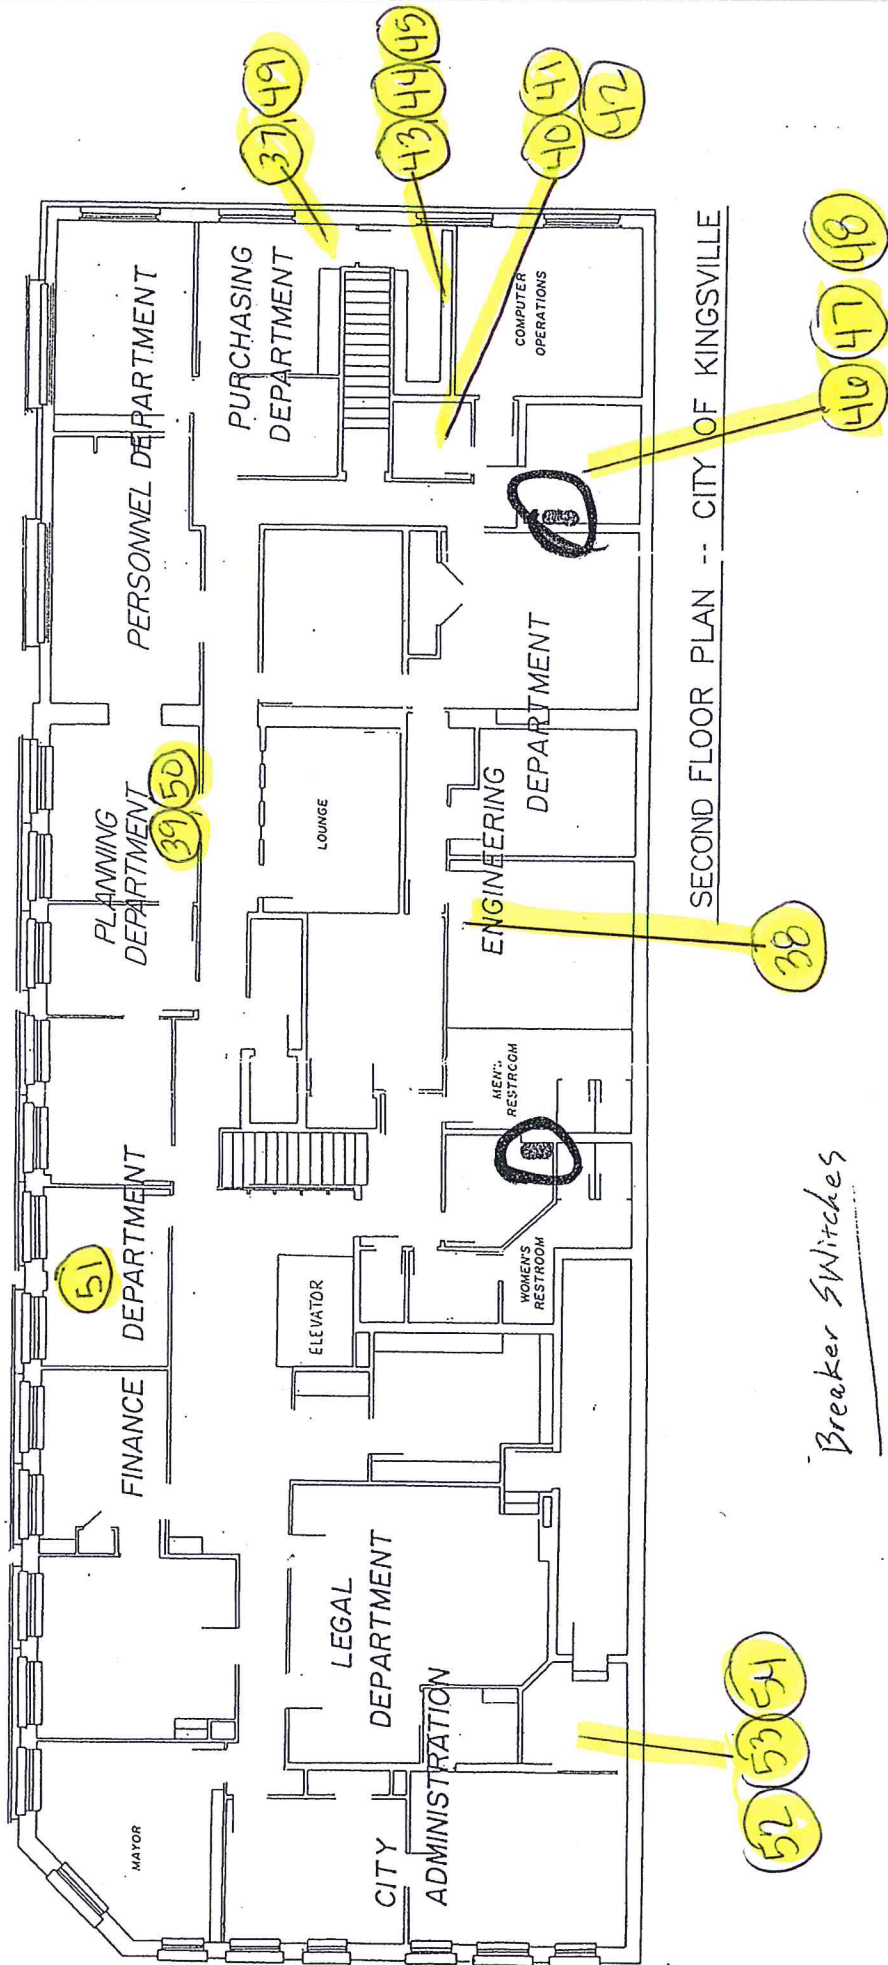 37, 49
43 44 45
40 41
42
PERSONNEL DEPARTMENT
PURCHASING
DEPARTMENT
COMPUTER
OPERATIONS
46 47 48
PLANNING
DEPARTMENT
39, 50
LOUNGE
ENGINEERING
DEPARTMENT
38
SECOND FLOOR PLAN -- CITY OF KINGSVILLE
MEN'S
RESTROOM
WOMEN'S
RESTROOM
51
FINANCE DEPARTMENT
ELEVATOR
LEGAL
DEPARTMENT
MAYOR
CITY
ADMINISTRATION
52 53 54
Breaker Switches